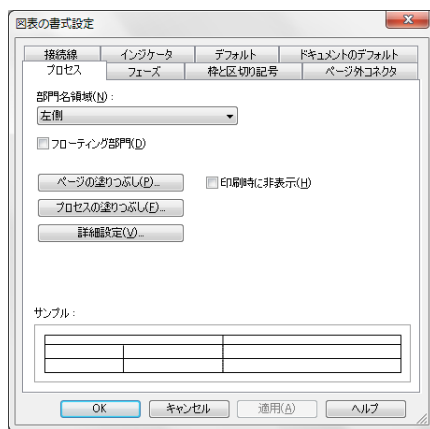 図表の書式設定
接続線 インジケータ デフォルト ドキュメントのデフォルト
プロセス フェーズ 枠と区切り記号 ページ外コネクタ
部門名領域(N) :
左側
フローティング部門(D)
ページの塗りつぶし(P)... 印刷時に非表示(H)
プロセスの塗りつぶし(F)...
詳細設定(V)...
サンプル :
OK キャンセル 適用(A) ヘルプ